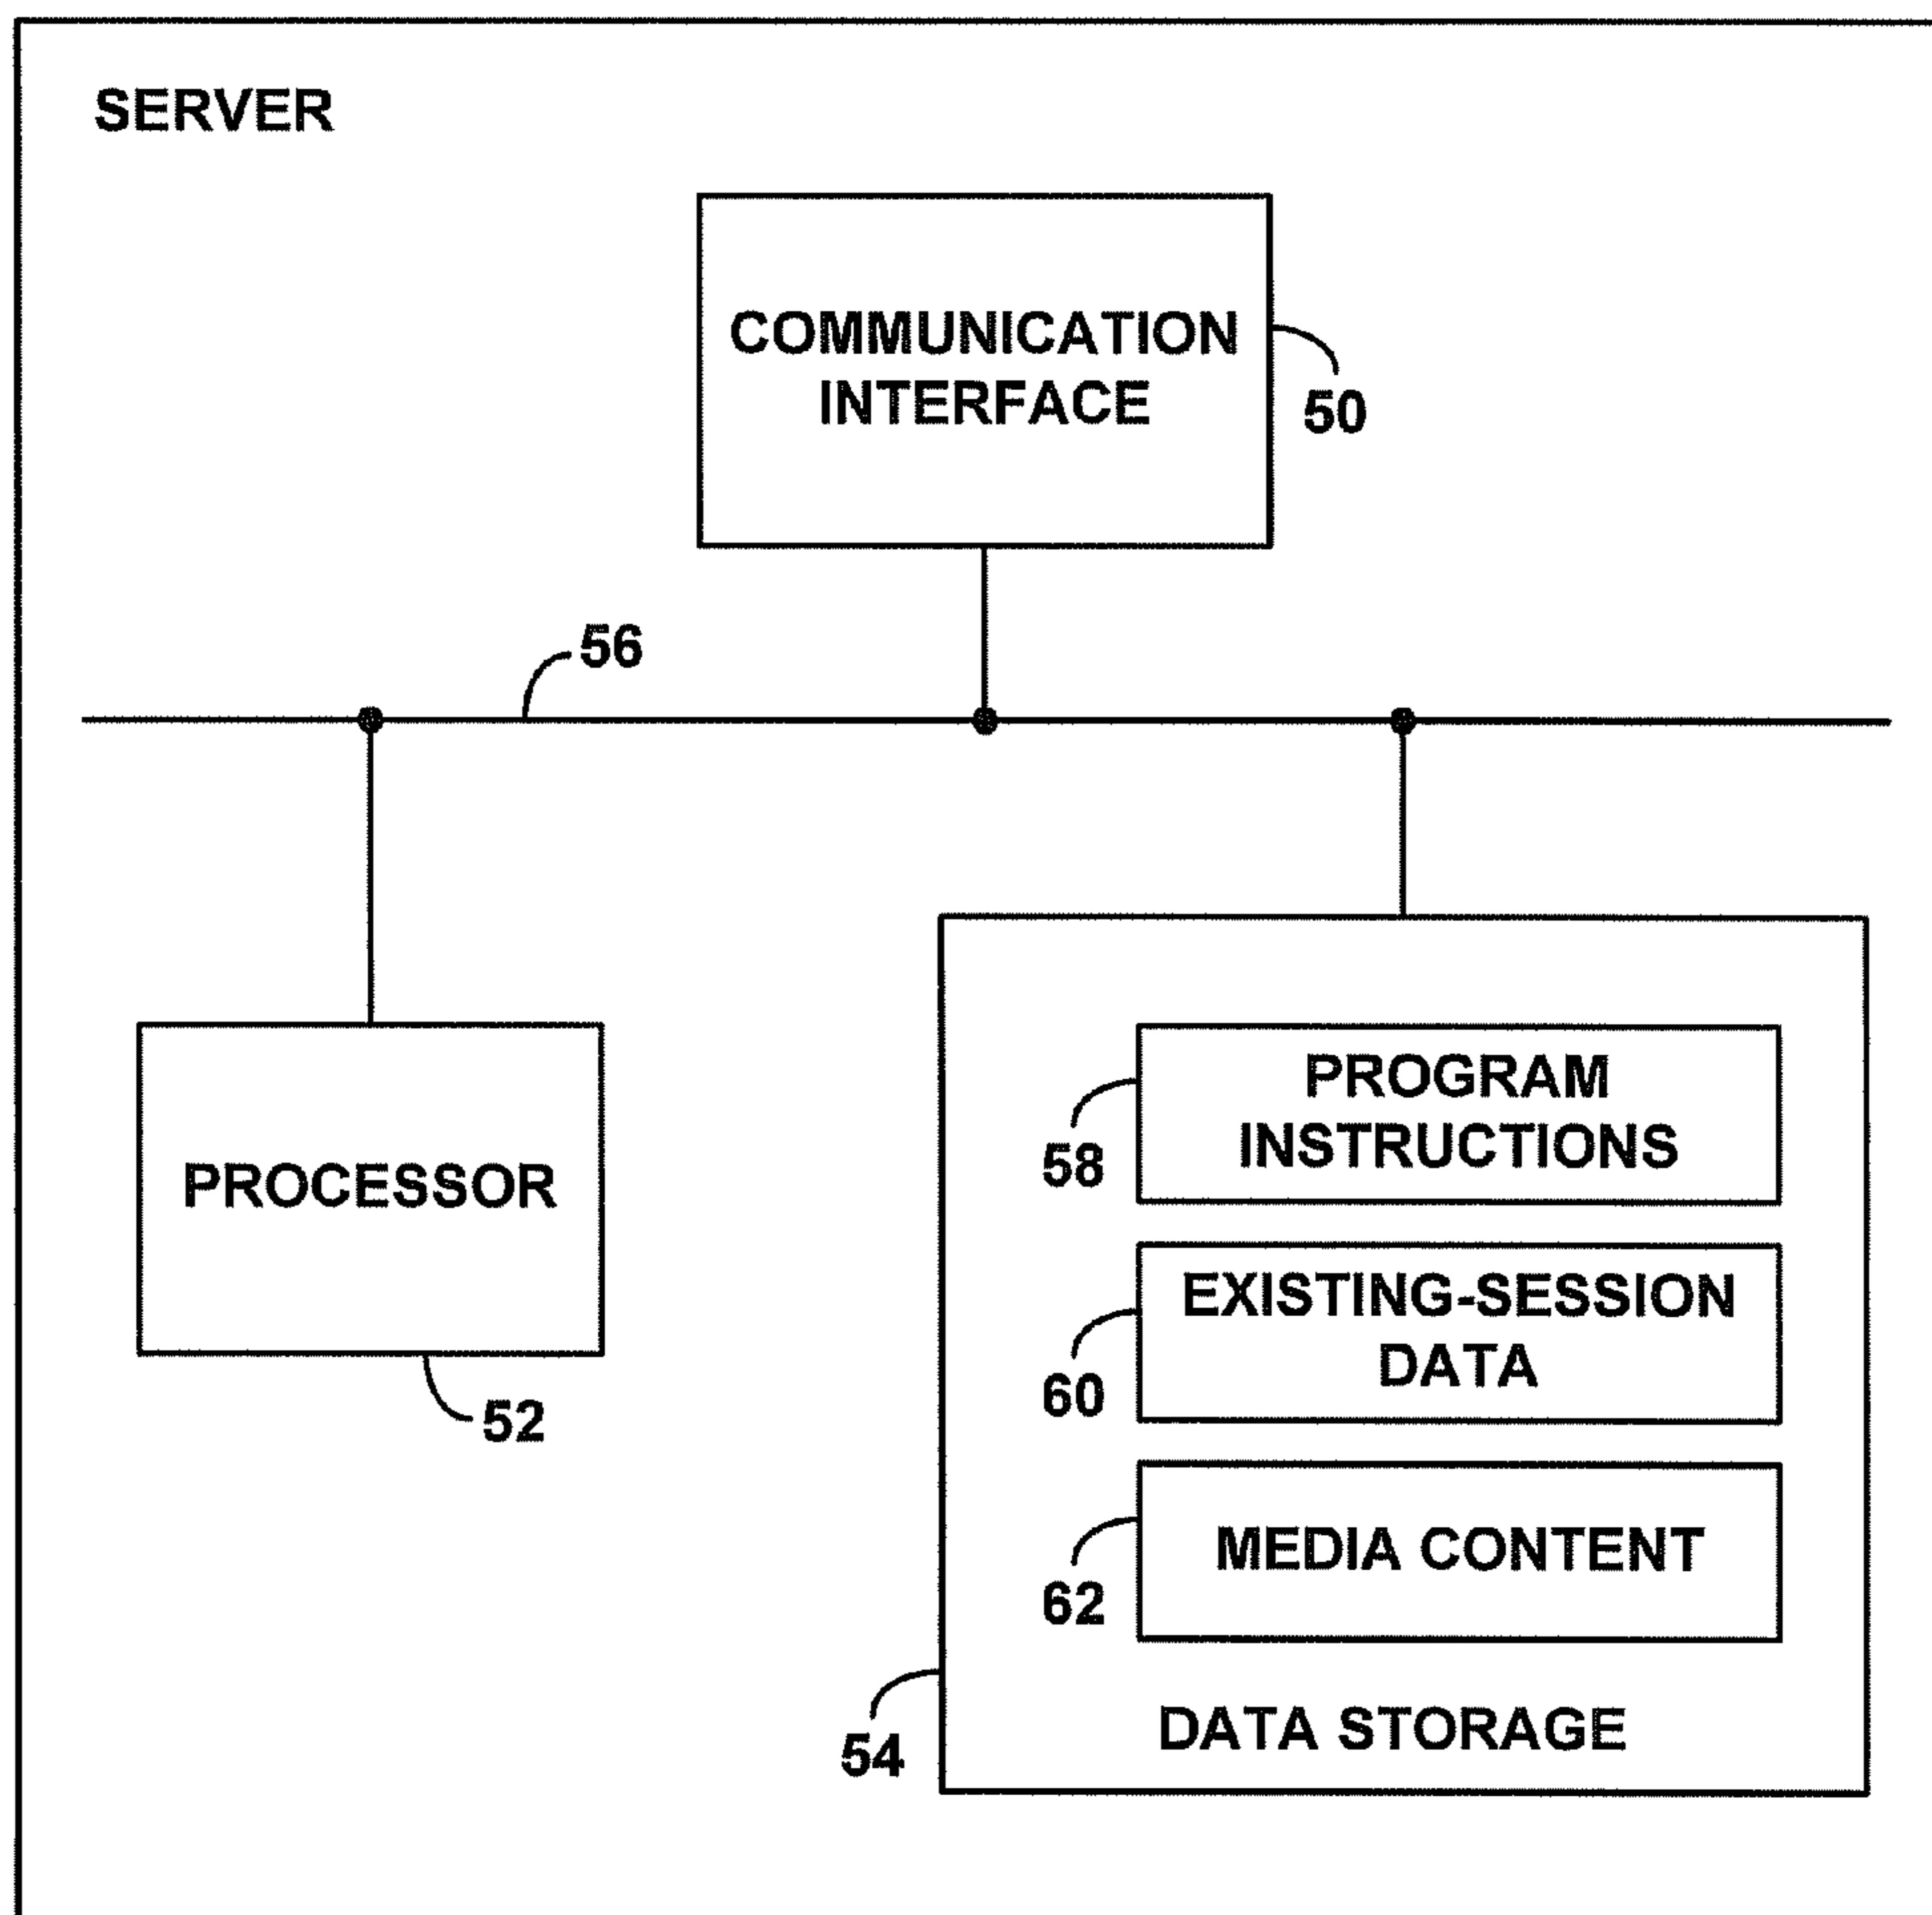 SERVER
COMMUNICATION
INTERFACE
50
56
PROCESSOR
52
PROGRAM
INSTRUCTIONS
58
EXISTING-SESSION
DATA
60
MEDIA CONTENT
62
DATA STORAGE
54